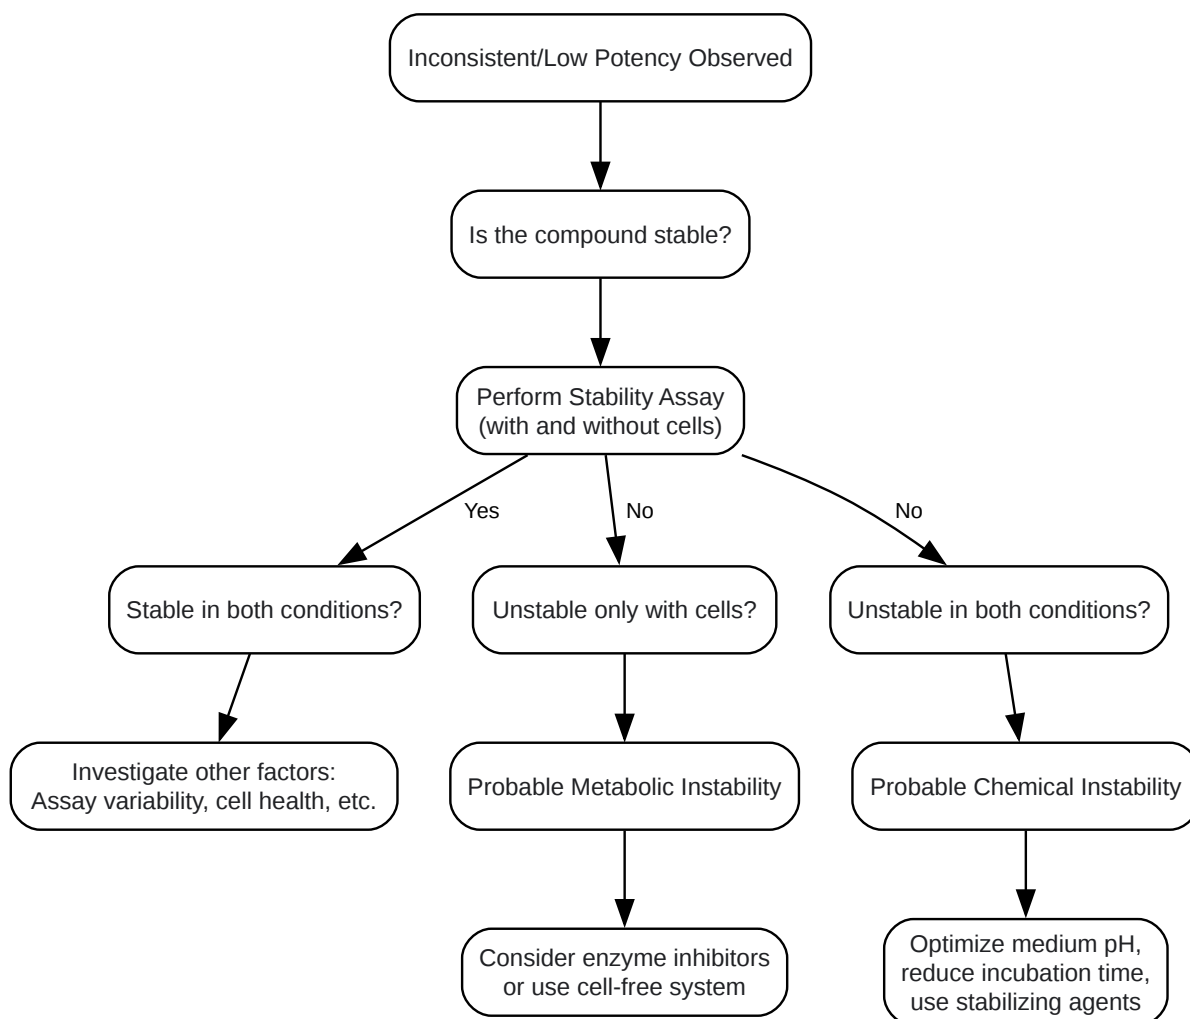 Inconsistent/Low Potency Observed
Is the compound stable?
Perform Stability Assay
(with and without cells)
Yes
No
No
Stable in both conditions?
Unstable only with cells?
Unstable in both conditions?
Investigate other factors:
Assay variability, cell health, etc.
Probable Metabolic Instability
Probable Chemical Instability
Consider enzyme inhibitors
or use cell-free system
Optimize medium pH,
reduce incubation time,
use stabilizing agents